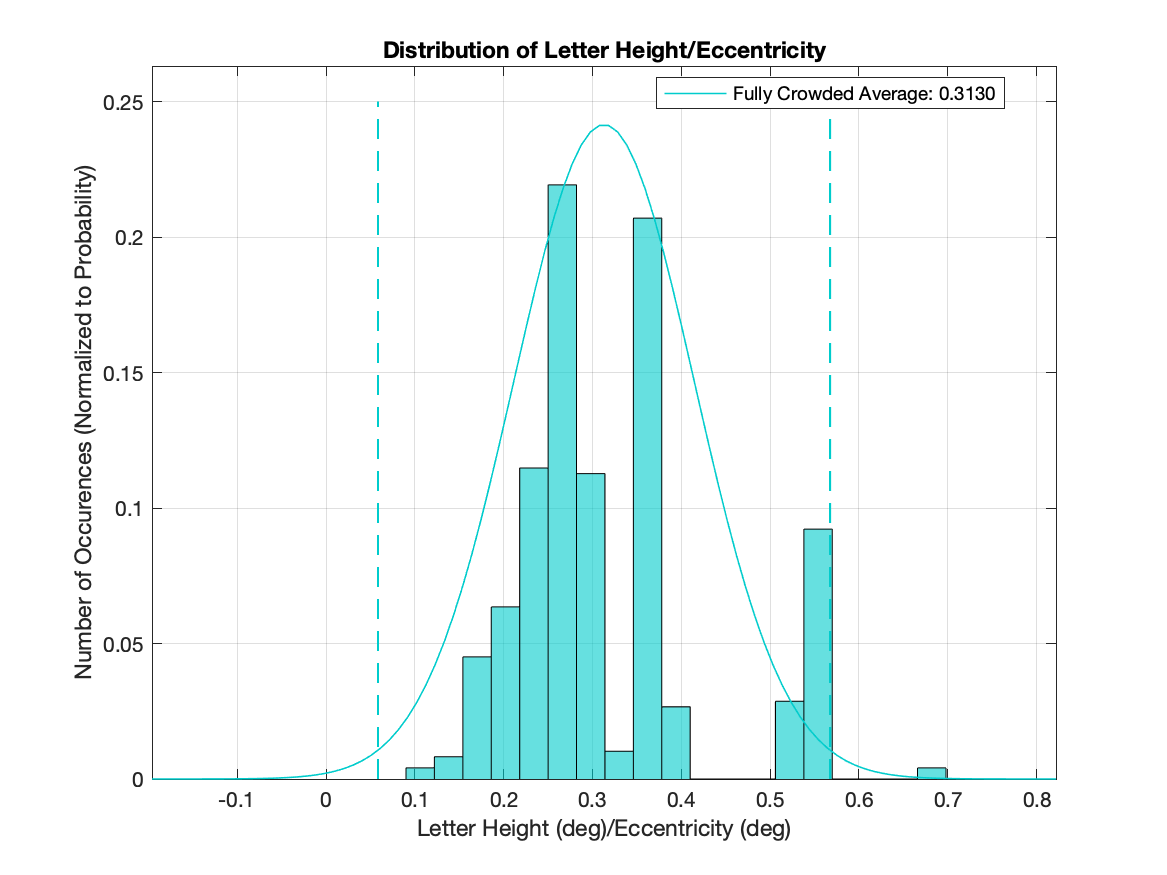 Distribution of Letter Height/Eccentricity
Fully Crowded Average: 0.3130
Number of Occurences (Normalized to Probability)
0.25
0.2
0.15
0.1
0.05
0
-0.1 0 0.1 0.2 0.3 0.4 0.5 0.6 0.7 0.8
Letter Height (deg)/Eccentricity (deg)